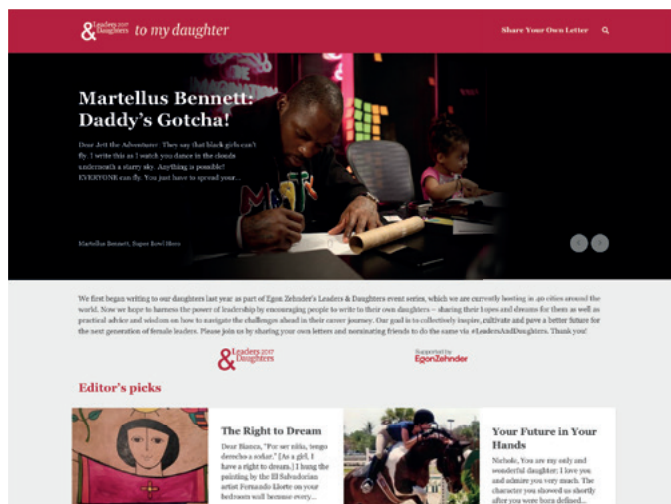 Leaders 2017
& Daughters
to my daughter
Share Your Own Letter
Martellus Bennett:
Daddy's Gotcha!
Dear Jett the Adventurer. They say that black girls can't
fly. I write this as I watch you dance in the clouds
underneath a starry sky. Anything is possible!
EVERYONE can fly. You just have to spread your...
Martellus Bennett, Super Bowl Hero
We first began writing to our daughters last year as part of Egon Zehnder's Leaders & Daughters event series, which we are currently hosting in 40 cities around the
world. Now we hope to harness the power of leadership by encouraging people to write to their own daughters – sharing their hopes and dreams for them as well as
practical advice and wisdom on how to navigate the challenges ahead in their career journey. Our goal is to collectively inspire, cultivate and pave a better future for
the next generation of female leaders. Please join us by sharing your own letters and nominating friends to do the same via #LeadersAndDaughters. Thank you!
Leaders 2017
& Daughters
Supported by
EgonZehnder
Editor's picks
The Right to Dream
Dear Bianca, "Por ser niña, tengo
derecho a soñar." [As a girl, I
have a right to dream.] I hung the
painting by the El Salvadorian
artist Fernando Llorte on your
bedroom wall because every...
Your Future in Your
Hands
Nichole, You are my only and
wonderful daughter; I love you
and admire you very much. The
character you showed us shortly
after you were born defined...